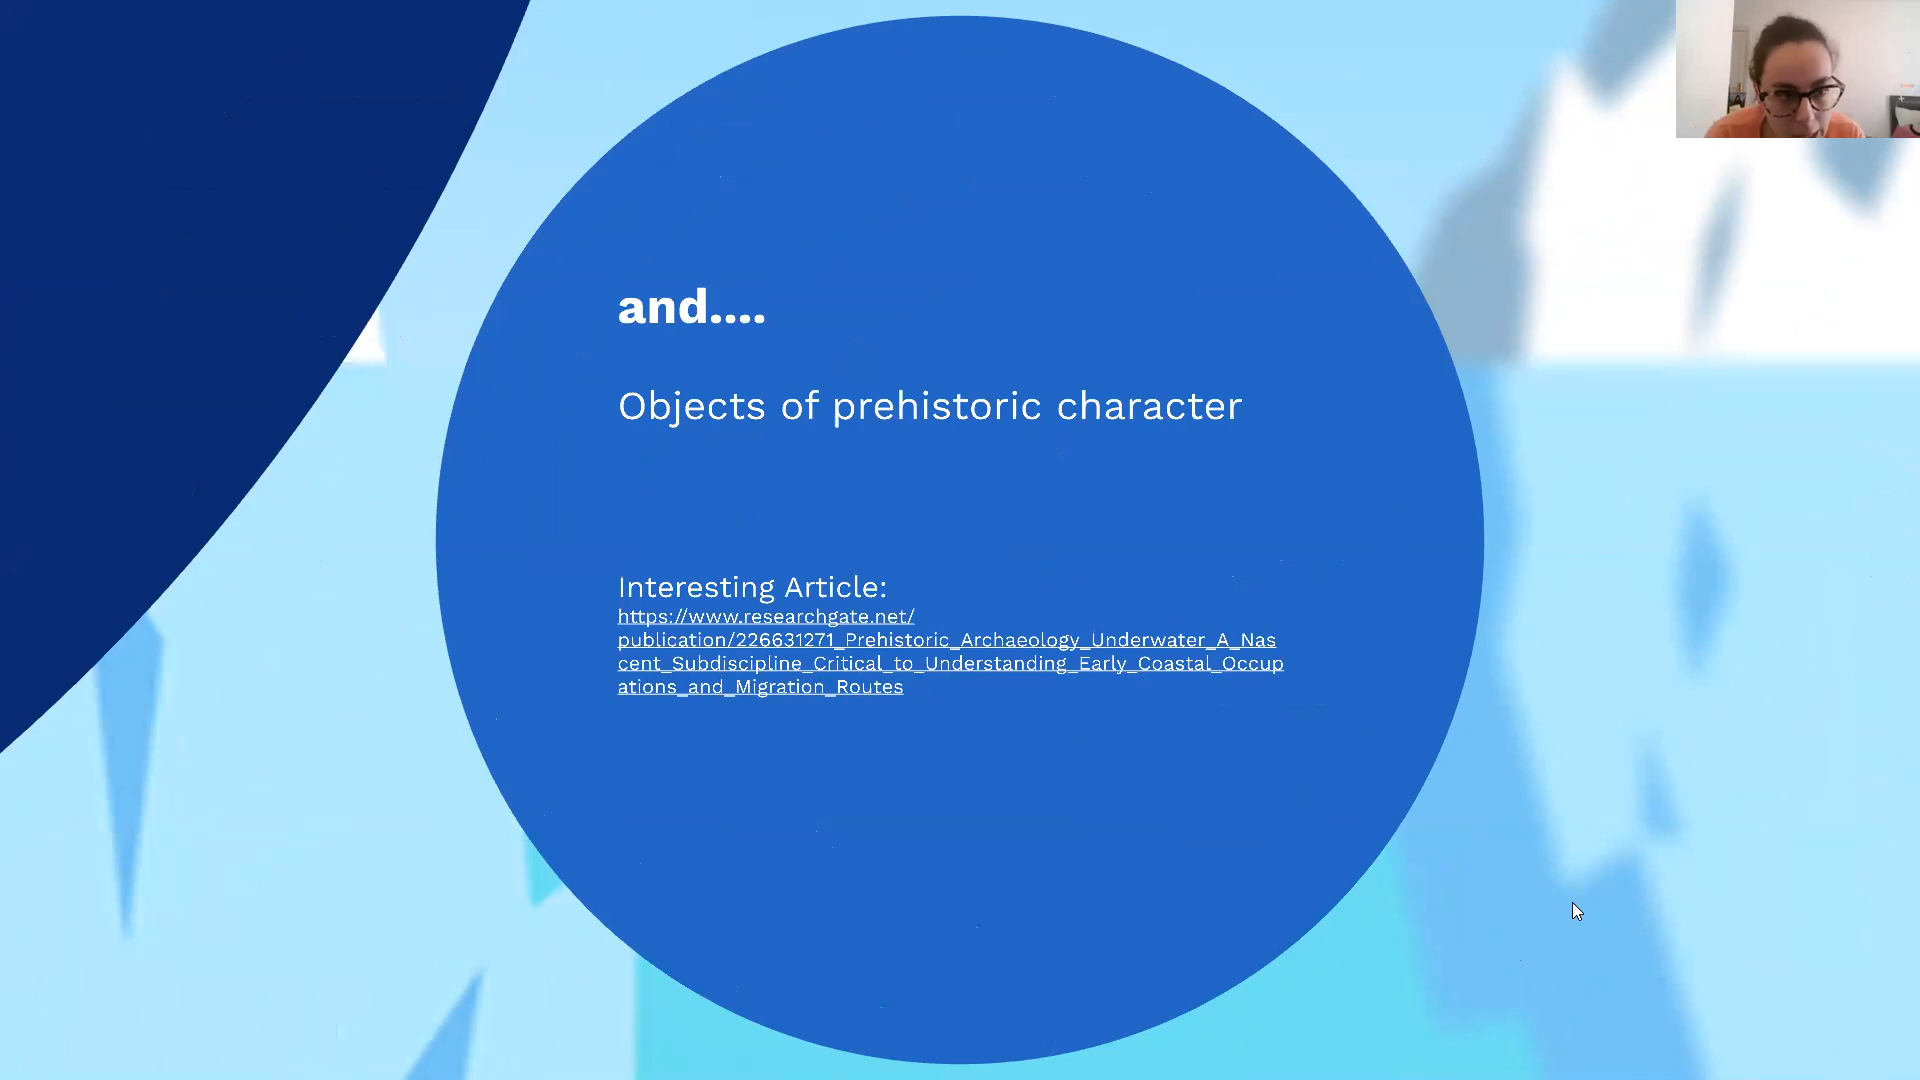 and....
Objects of prehistoric character
Interesting Article:
https://www.researchgate.net/
publication/226631271_Prehistoric_Archaeology_Underwater_A_Nas
cent_Subdiscipline_Critical_to_Understanding_Early_Coastal_Occup
ations_and_Migration_Routes